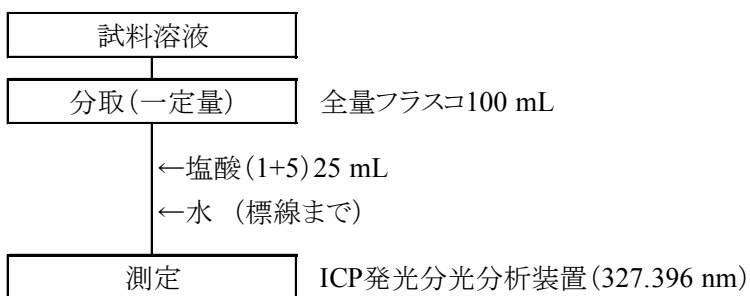 試料溶液
分取(一定量) 全量フラスコ100 mL
←塩酸(1+5)25 mL
←水 (標線まで)
測定 ICP発光分光分析装置(327.396 nm)